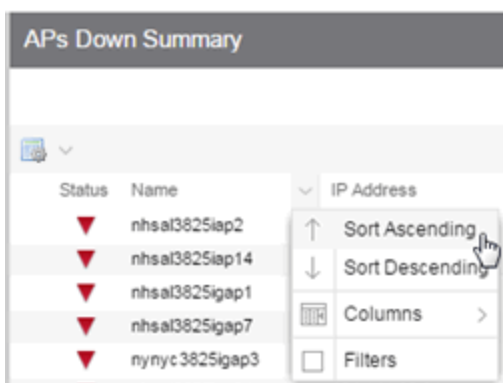 APs Down Summary
Status Name IP Address
nhsal3825iap2
Sort Ascending
nhsal3825iap14
Sort Descending
nhsal3825igap1
Columns
nhsal3825igap7
nynyc3825igap3
Filters